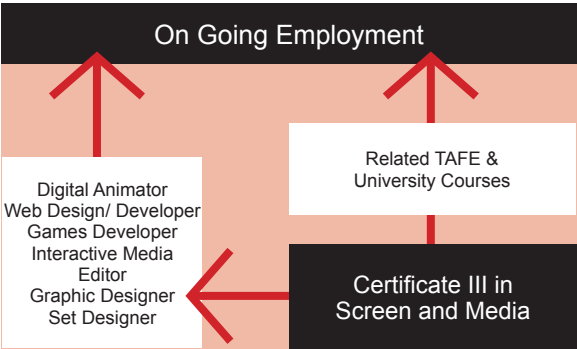 On Going Employment
Related TAFE &
University Courses
Digital Animator
Web Design/ Developer
Games Developer
Interactive Media
Editor
Graphic Designer
Set Designer
Certificate III in
Screen and Media